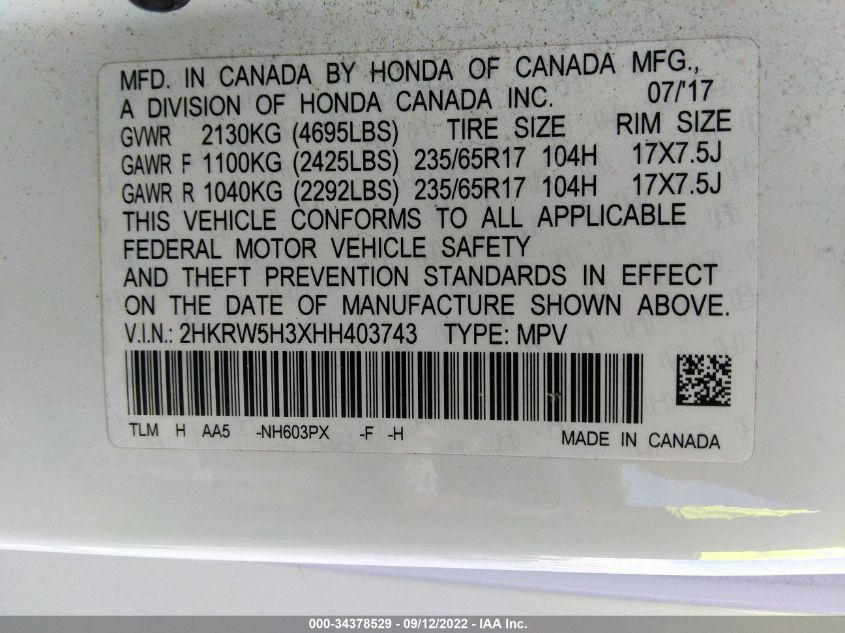 MFD. IN CANADA BY HONDA OF CANADA MFG.,
A DIVISION OF HONDA CANADA INC. 07/'17
GVWR 2130KG (4695LBS) TIRE SIZE RIM SIZE
GAWR F 1100KG (2425LBS) 235/65R17 104H 17X7.5J
GAWR R 1040KG (2292LBS) 235/65R17 104H 17X7.5J
THIS VEHICLE CONFORMS TO ALL APPLICABLE
FEDERAL MOTOR VEHICLE SAFETY
AND THEFT PREVENTION STANDARDS IN EFFECT
ON THE DATE OF MANUFACTURE SHOWN ABOVE.
V.I.N.: 2HKRW5H3XHH403743 TYPE: MPV
TLM H AA5 -NH603PX -F -H MADE IN CANADA
000-34378529 - 09/12/2022 - IAA Inc.